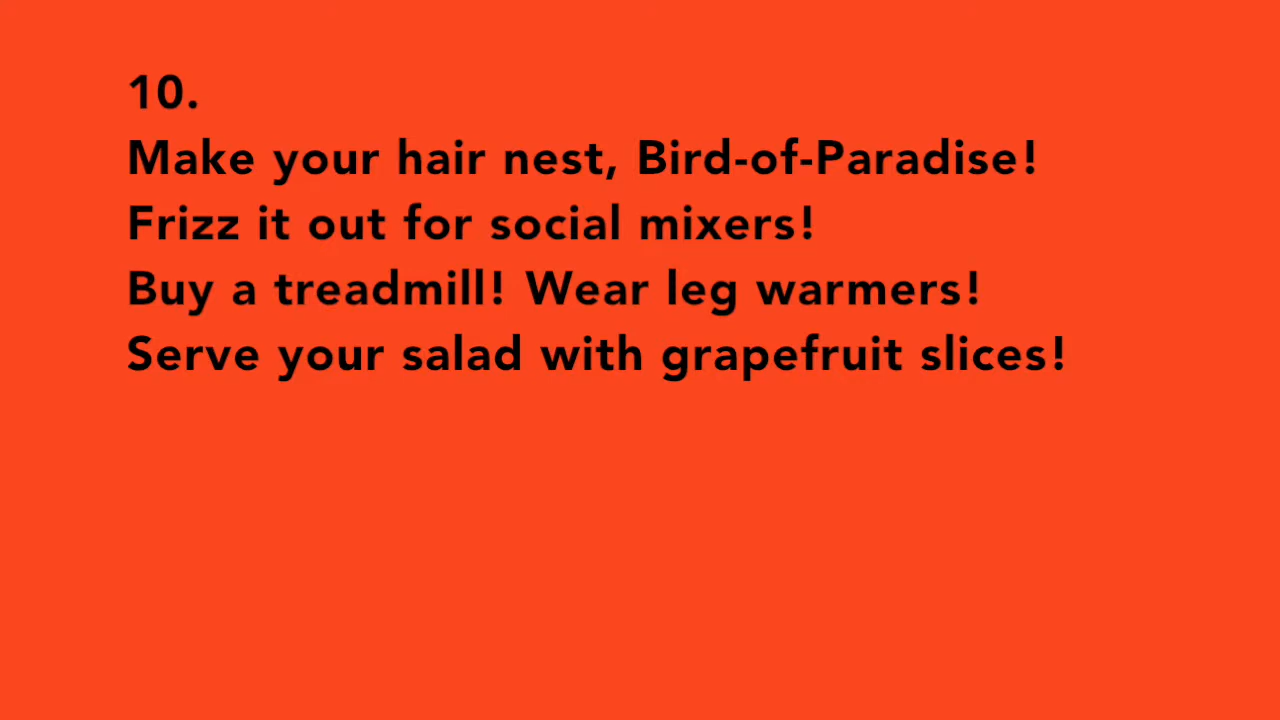 10.
Make your hair nest, Bird-of-Paradise!
Frizz it out for social mixers!
Buy a treadmill! Wear leg warmers!
Serve your salad with grapefruit slices!